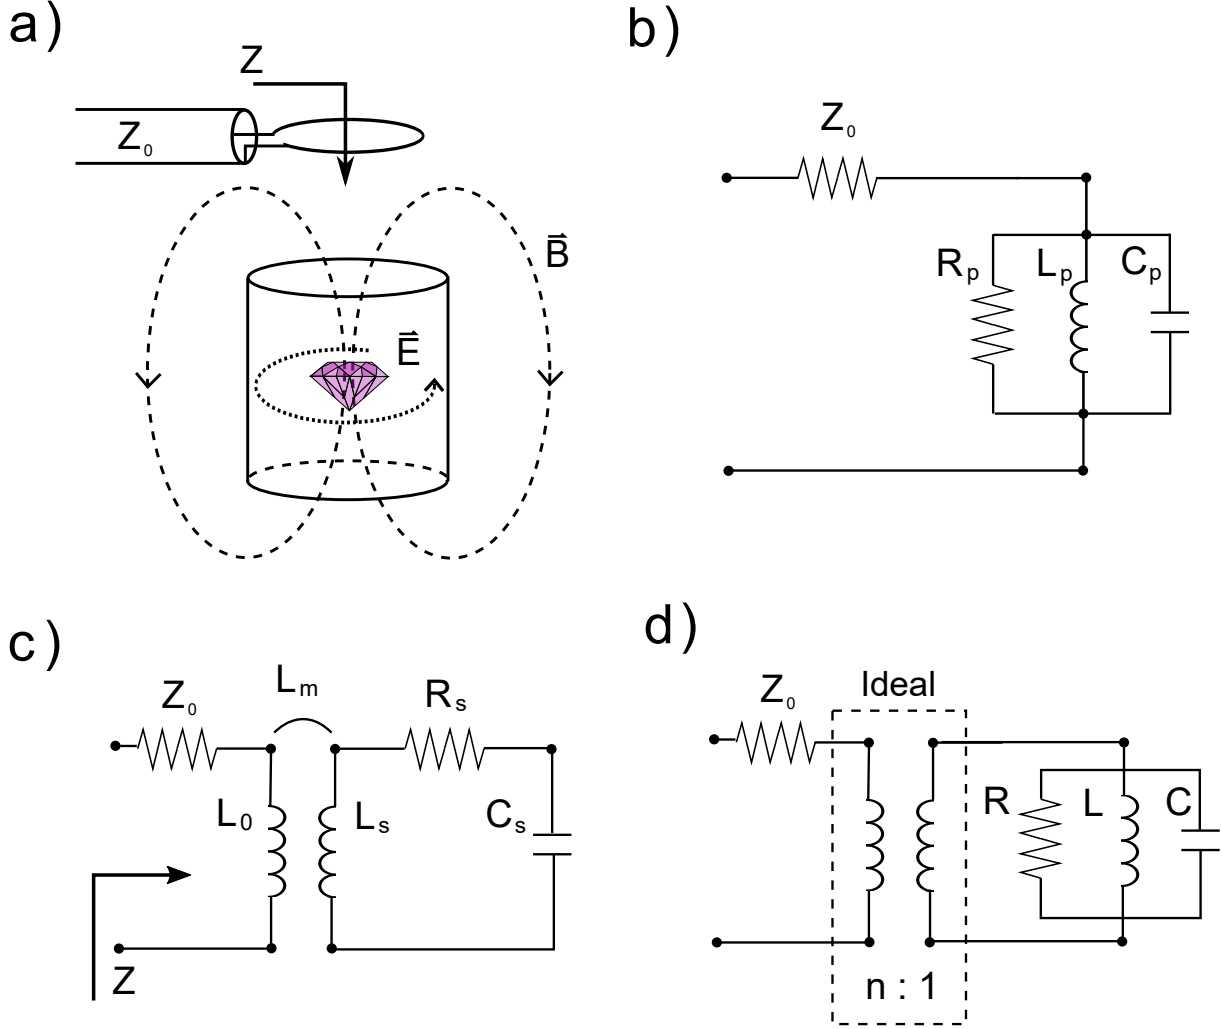 a)
Z
Z₀
B⃗
E⃗
b)
Z₀
Rₚ
Lₚ
Cₚ
c)
Lₘ
Z₀
Rₛ
L₀
Lₛ
Cₛ
Z
d)
Ideal
Z₀
R
L
C
n : 1